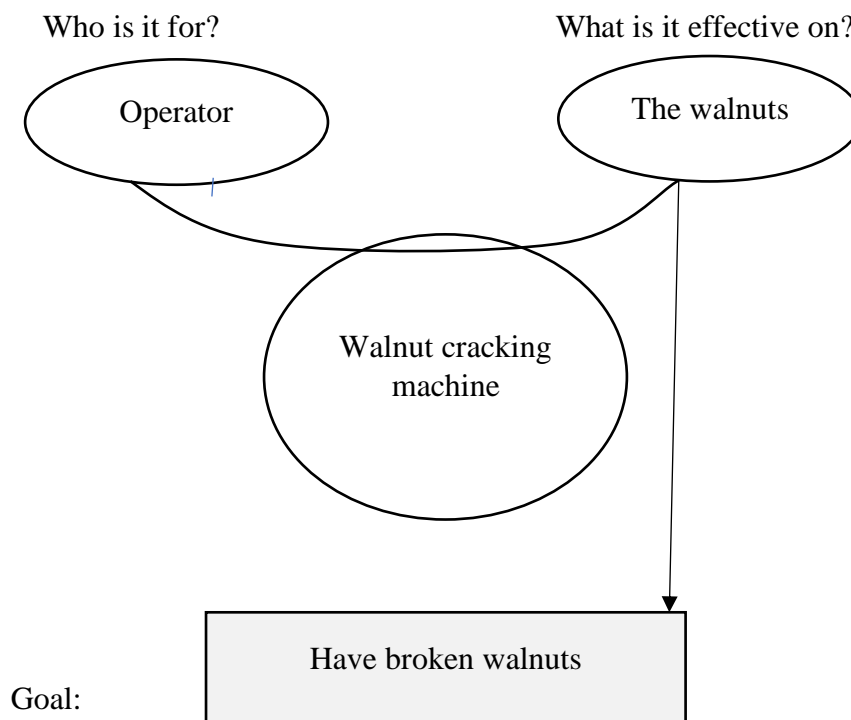 Who is it for?
What is it effective on?
Operator
The walnuts
Walnut cracking
machine
Have broken walnuts
Goal: